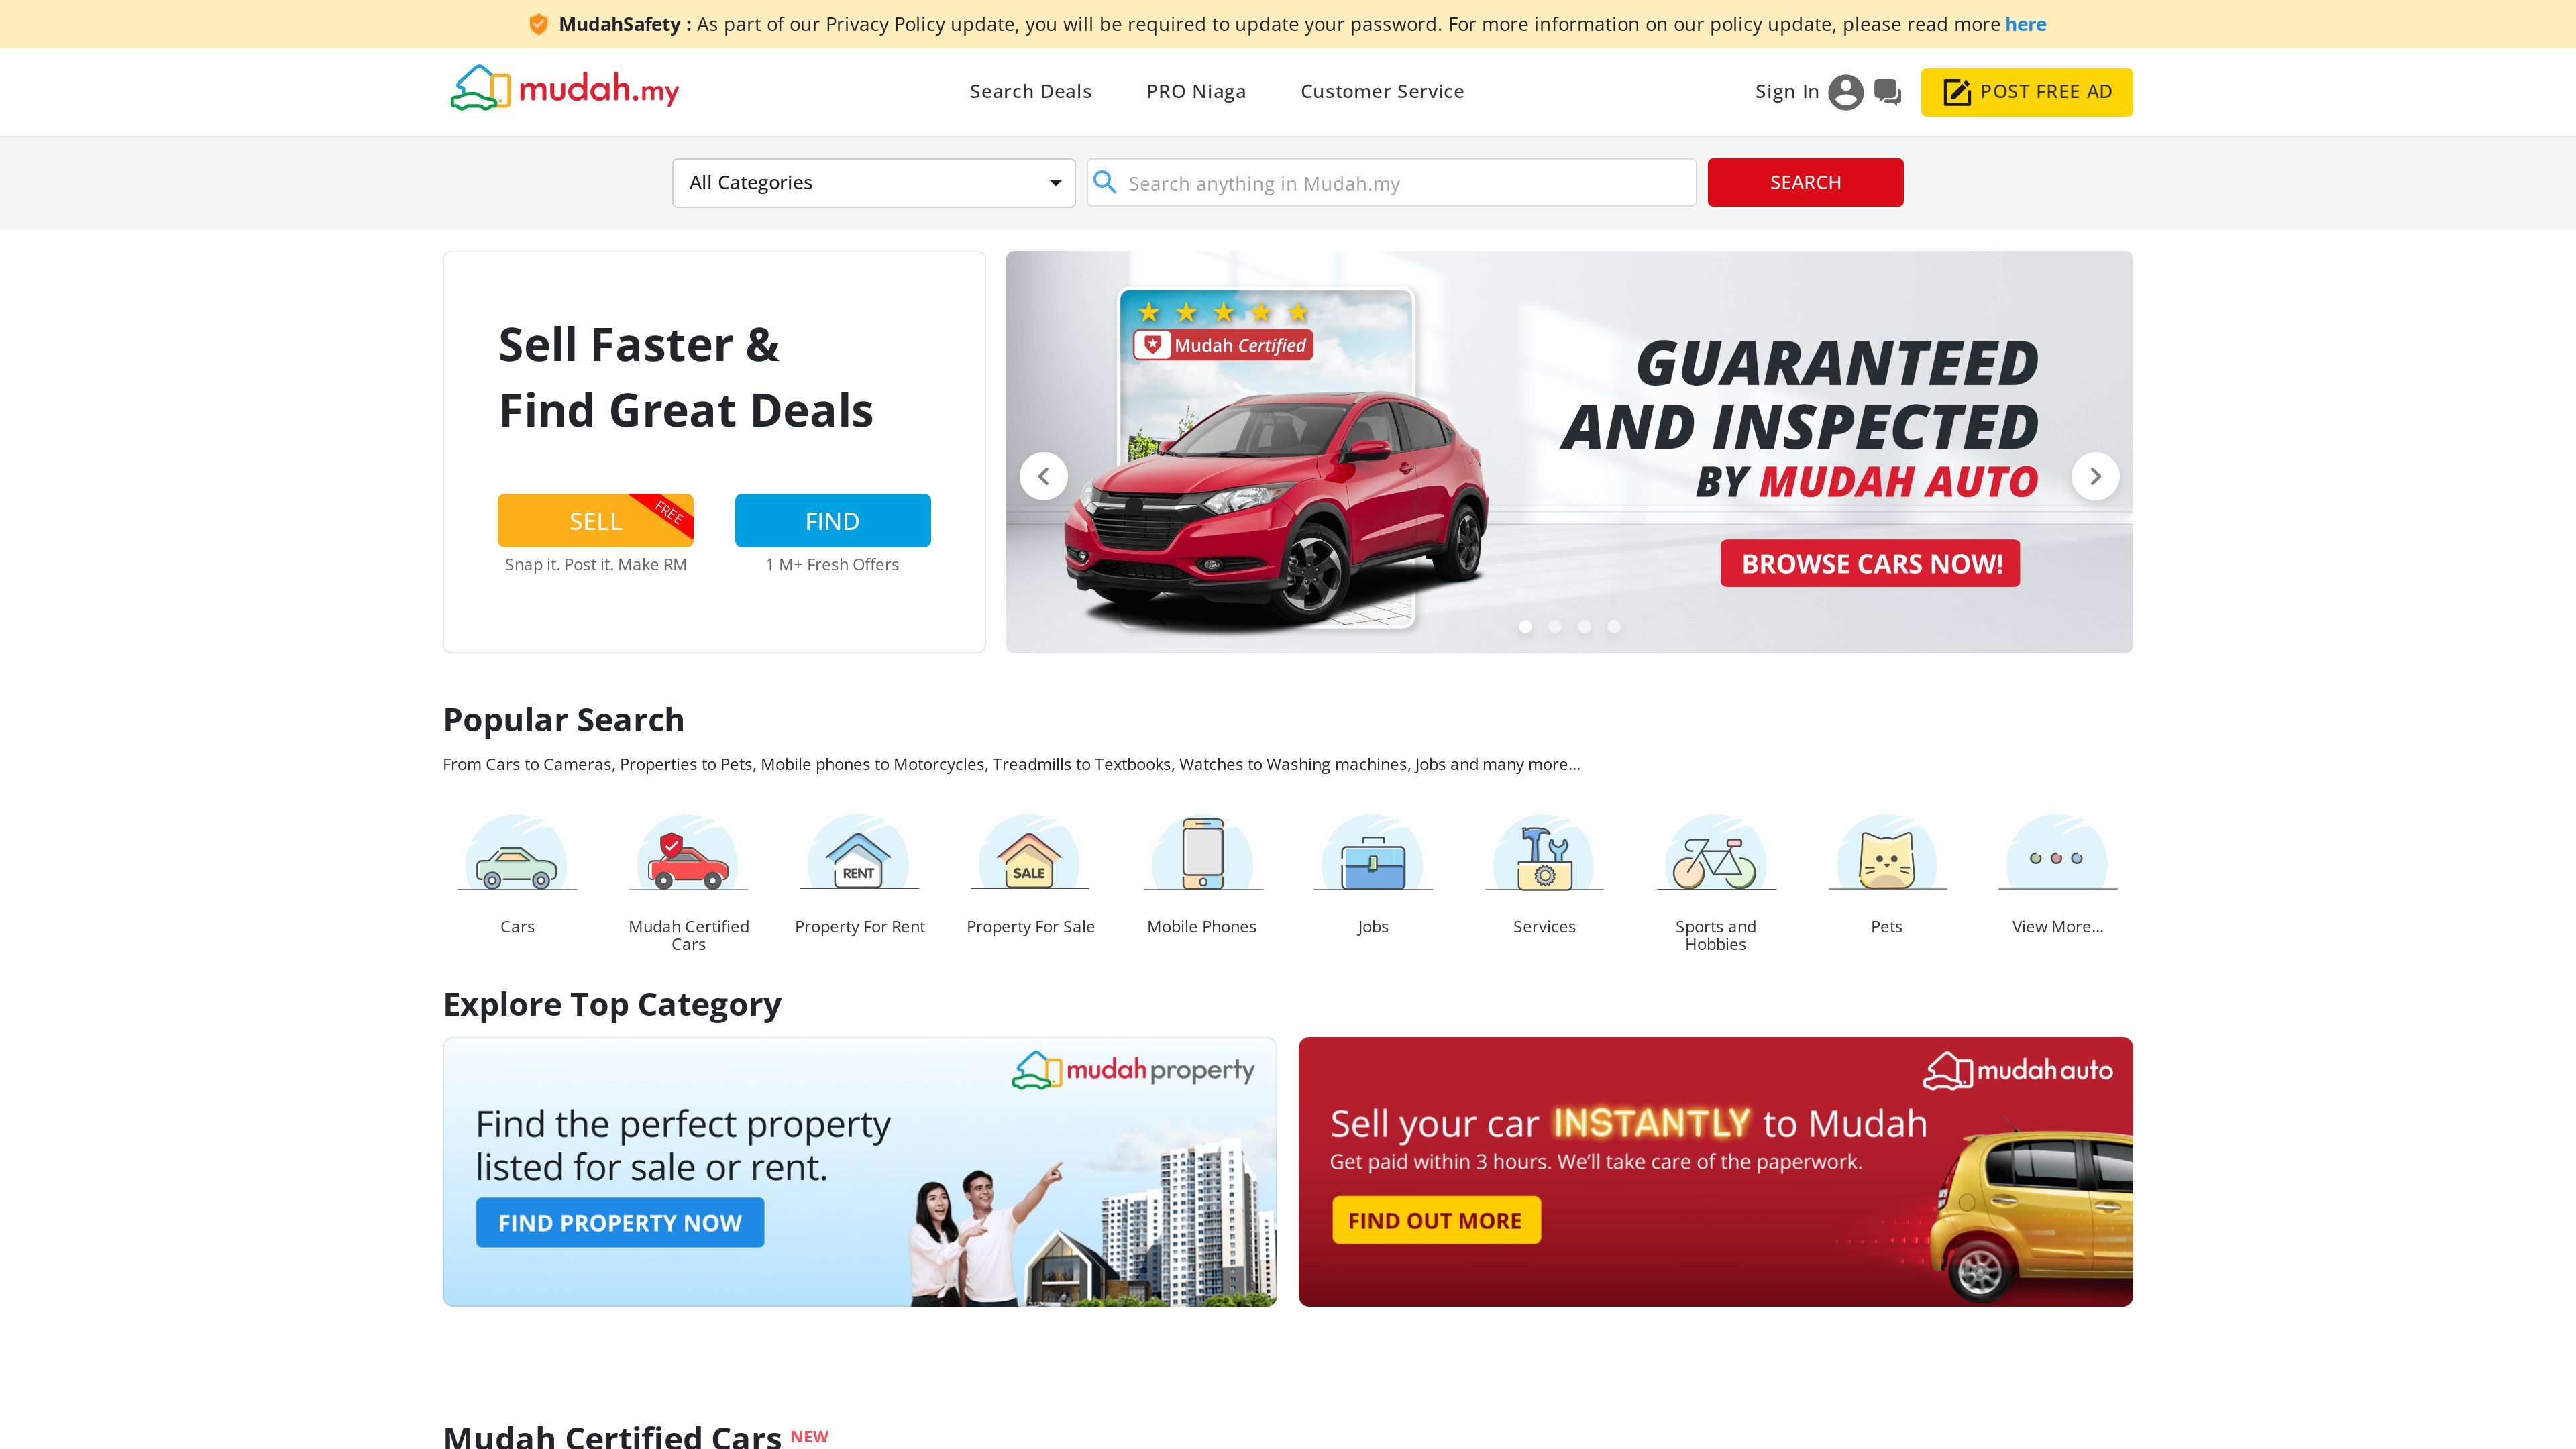 MudahSafety : As part of our Privacy Policy update, you will be required to update your password. For more information on our policy update, please read more here
mudah.my
Search Deals
PRO Niaga
Customer Service
Sign In
POST FREE AD
All Categories
Search anything in Mudah.my
SEARCH
Sell Faster &
Find Great Deals
SELL
FREE
FIND
Snap it. Post it. Make RM
1 M+ Fresh Offers
Mudah Certified
GUARANTEED
AND INSPECTED
BY MUDAH AUTO
BROWSE CARS NOW!
Popular Search
From Cars to Cameras, Properties to Pets, Mobile phones to Motorcycles, Treadmills to Textbooks, Watches to Washing machines, Jobs and many more...
RENT
SALE
Cars
Mudah Certified
Cars
Property For Rent
Property For Sale
Mobile Phones
Jobs
Services
Sports and
Hobbies
Pets
View More...
Explore Top Category
mudah property
Find the perfect property
listed for sale or rent.
FIND PROPERTY NOW
mudah auto
Sell your car INSTANTLY to Mudah
Get paid within 3 hours. We'll take care of the paperwork.
FIND OUT MORE
Mudah Certified Cars NEW